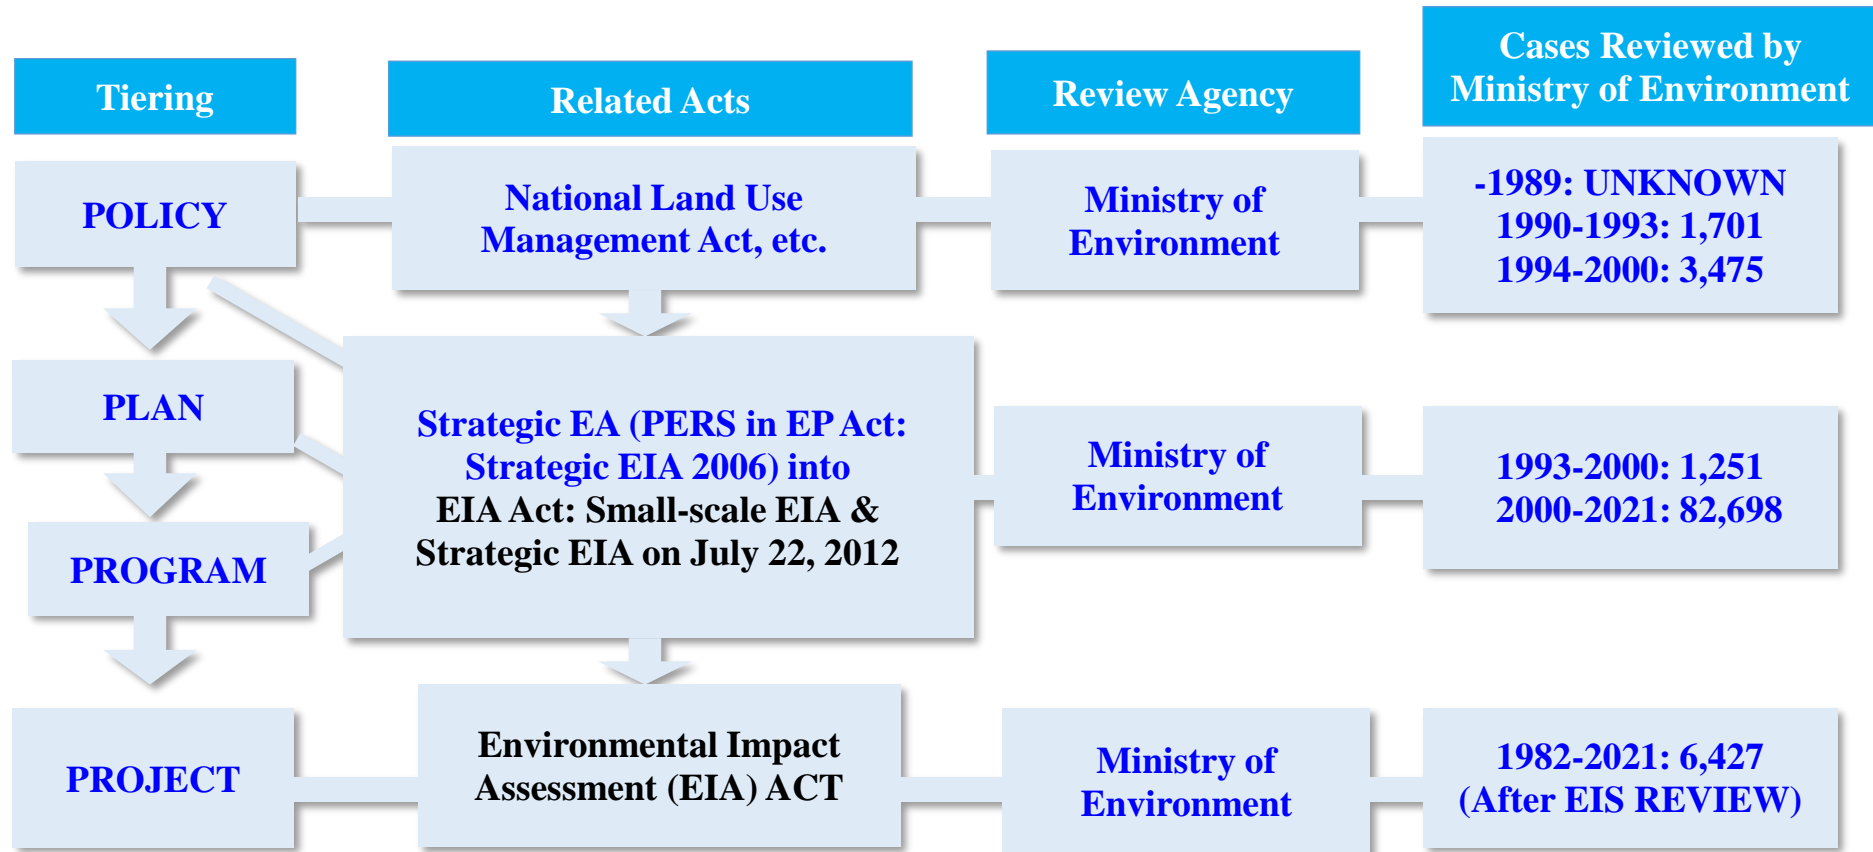 Tiering
Related Acts
Review Agency
Cases Reviewed by
Ministry of Environment
POLICY
National Land Use
Management Act, etc.
Ministry of
Environment
-1989: UNKNOWN
1990-1993: 1,701
1994-2000: 3,475
PLAN
PROGRAM
Strategic EA (PERS in EP Act:
Strategic EIA 2006) into
EIA Act: Small-scale EIA &
Strategic EIA on July 22, 2012
Ministry of
Environment
1993-2000: 1,251
2000-2021: 82,698
PROJECT
Environmental Impact
Assessment (EIA) ACT
Ministry of
Environment
1982-2021: 6,427
(After EIS REVIEW)